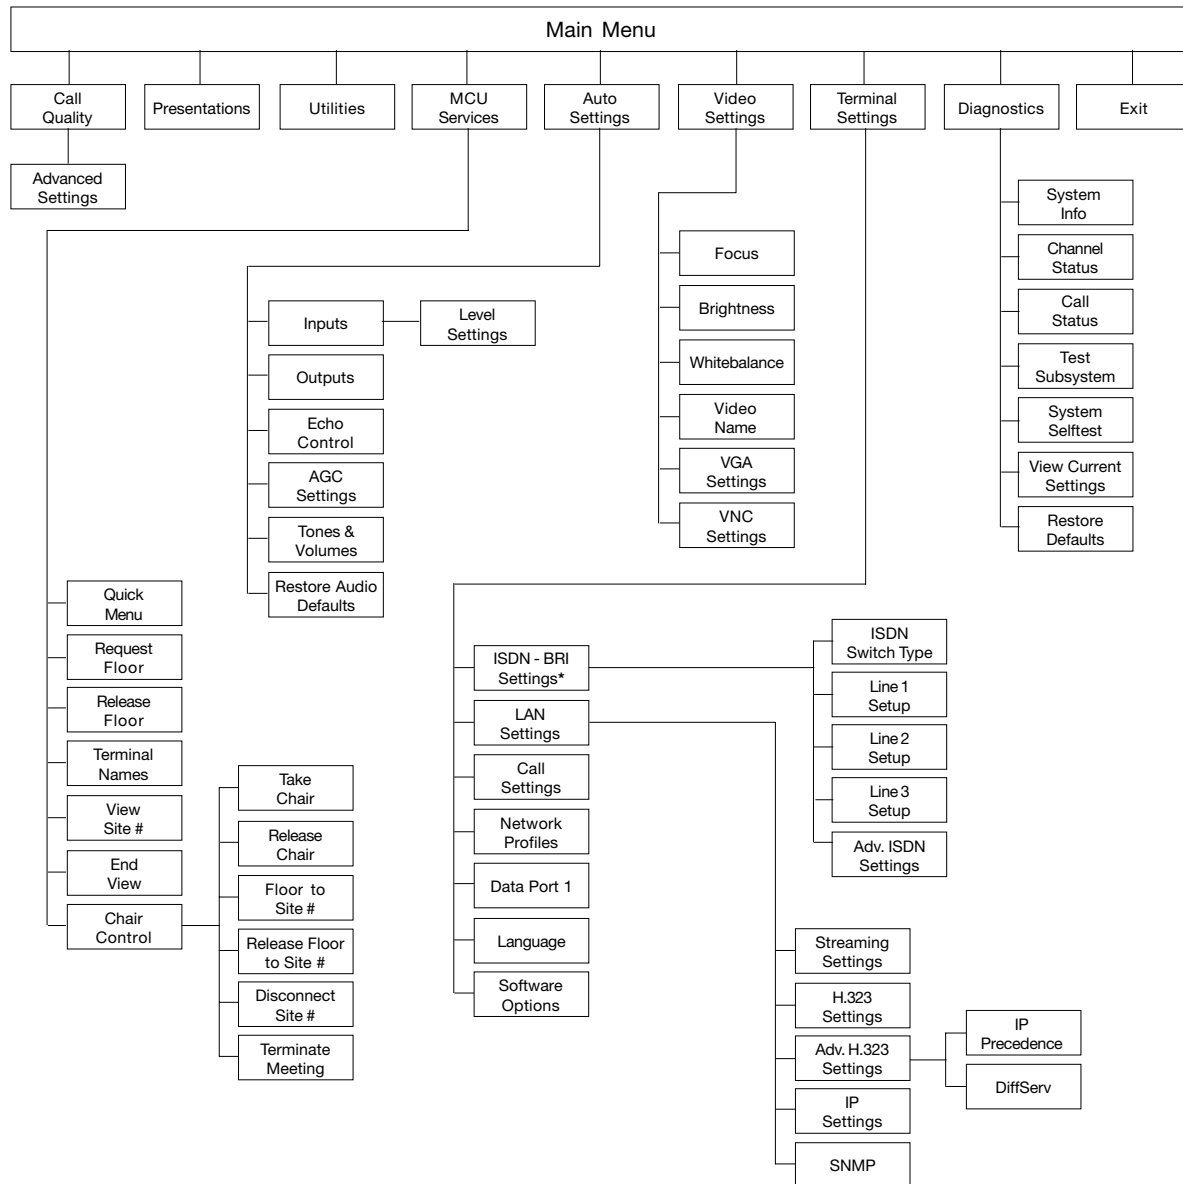 Main Menu
Call
Quality
Presentations
Utilities
MCU
Services
Auto
Settings
Video
Settings
Terminal
Settings
Diagnostics
Exit
Advanced
Settings
System
Info
Channel
Status
Call
Status
Test
Subsystem
System
Selftest
View Current
Settings
Restore
Defaults
Focus
Brightness
Whitebalance
Video
Name
VGA
Settings
VNC
Settings
Inputs
Level
Settings
Outputs
Echo
Control
AGC
Settings
Tones &
Volumes
Restore Audio
Defaults
Quick
Menu
Request
Floor
Release
Floor
Terminal
Names
View
Site #
End
View
Chair
Control
Take
Chair
Release
Chair
Floor to
Site #
Release Floor
to Site #
Disconnect
Site #
Terminate
Meeting
ISDN - BRI
Settings*
LAN
Settings
Call
Settings
Network
Profiles
Data Port 1
Language
Software
Options
ISDN
Switch Type
Line 1
Setup
Line 2
Setup
Line 3
Setup
Adv. ISDN
Settings
Streaming
Settings
H.323
Settings
Adv. H.323
Settings
IP
Settings
SNMP
IP
Precedence
DiffServ